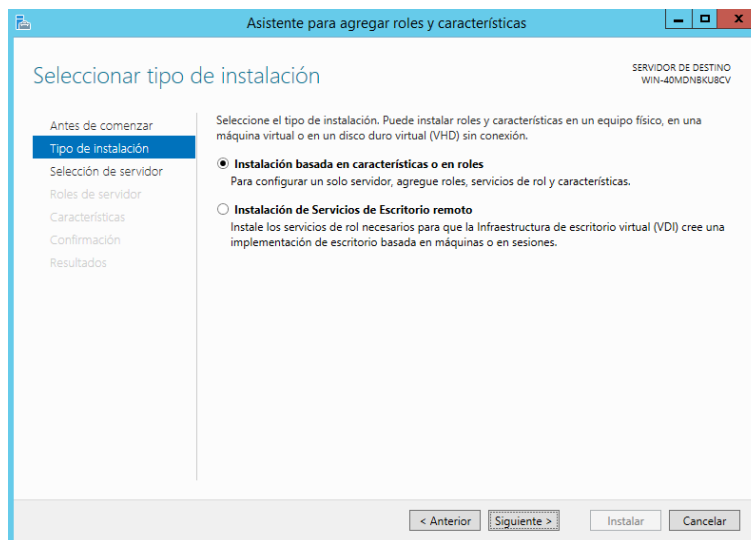 Asistente para agregar roles y características
Seleccionar tipo de instalación
SERVIDOR DE DESTINO
WIN-40MDNBKU8CV
Antes de comenzar
Tipo de instalación
Selección de servidor
Roles de servidor
Características
Confirmación
Resultados
Seleccione el tipo de instalación. Puede instalar roles y características en un equipo físico, en una
máquina virtual o en un disco duro virtual (VHD) sin conexión.
Instalación basada en características o en roles
Para configurar un solo servidor, agregue roles, servicios de rol y características.
Instalación de Servicios de Escritorio remoto
Instale los servicios de rol necesarios para que la Infraestructura de escritorio virtual (VDI) cree una
implementación de escritorio basada en máquinas o en sesiones.
< Anterior
Siguiente >
Instalar
Cancelar